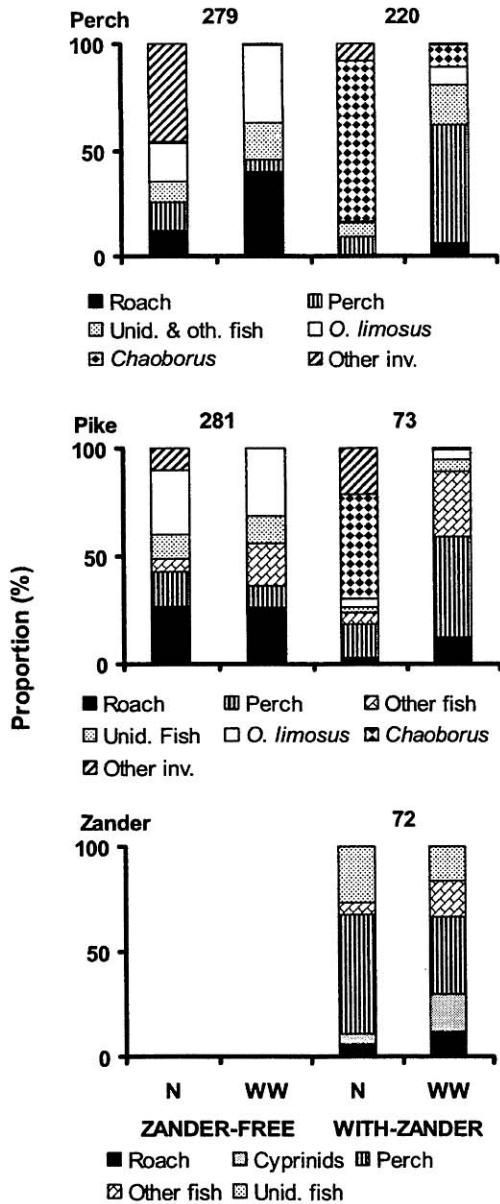 Perch 279 220
100
50
0
Roach Perch
Unid. & oth. fish O. limosus
Chaoborus Other inv.
Pike 281 73
100
50
0
Proportion (%)
Roach Perch Other fish
Unid. Fish O. limosus Chaoborus
Other inv.
Zander 72
100
50
0
N WW N WW
ZANDER-FREE WITH-ZANDER
Roach Cyprinids Perch
Other fish Unid. fish